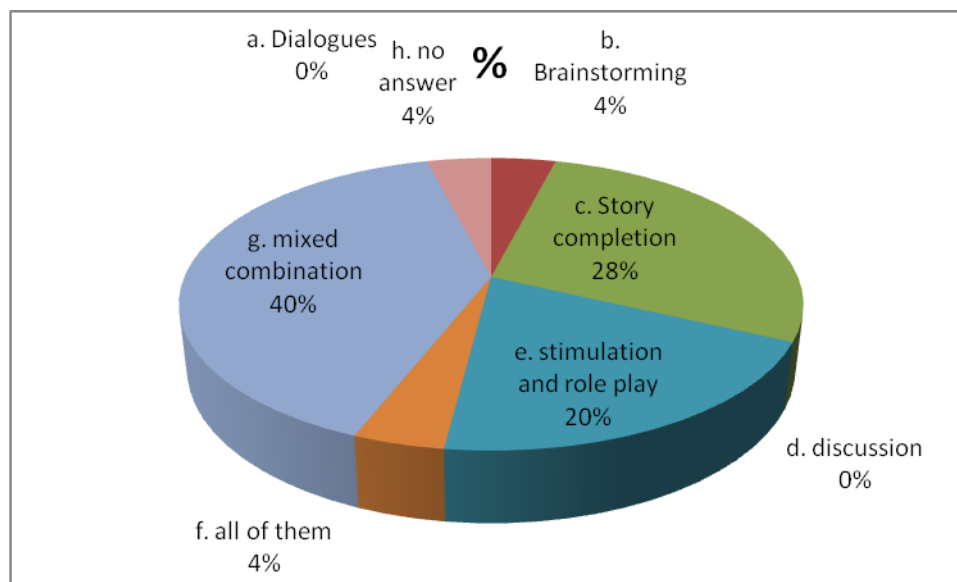 a. Dialogues
0%
h. no
answer
4%
%
b.
Brainstorming
4%
c. Story
completion
28%
g. mixed
combination
40%
e. stimulation
and role play
20%
d. discussion
0%
f. all of them
4%